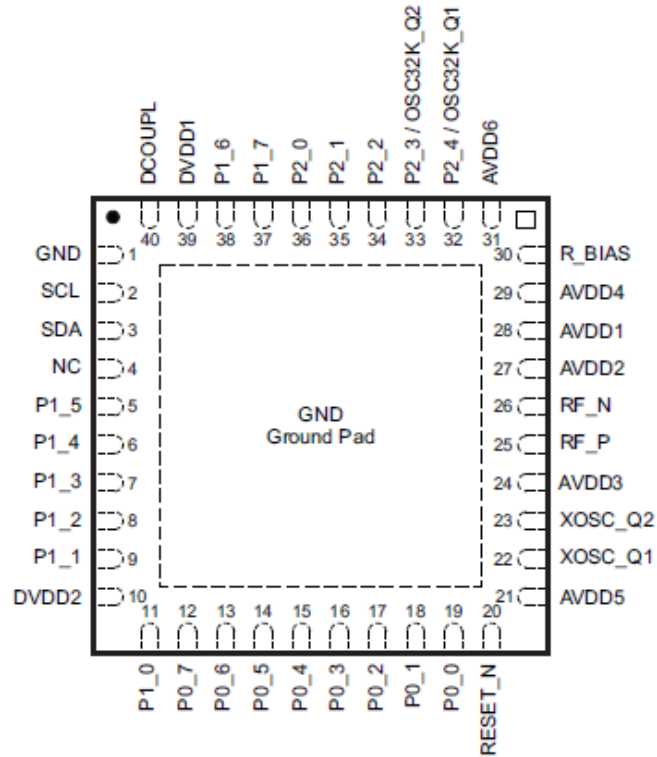 DCOUPL
DVDD1
P1_6
P1_7
P2_0
P2_1
P2_2
P2_3 / OSC32K_Q2
P2_4 / OSC32K_Q1
AVDD6
40 39 38 37 36 35 34 33 32 31
GND 1 30 R_BIAS
SCL 2 29 AVDD4
SDA 3 28 AVDD1
NC 4 27 AVDD2
P1_5 5 26 RF_N
P1_4 6 25 RF_P
P1_3 7 24 AVDD3
P1_2 8 23 XOSC_Q2
P1_1 9 22 XOSC_Q1
DVDD2 10 21 AVDD5
GND
Ground Pad
11 12 13 14 15 16 17 18 19 20
P1_0
P0_7
P0_6
P0_5
P0_4
P0_3
P0_2
P0_1
P0_0
RESET_N